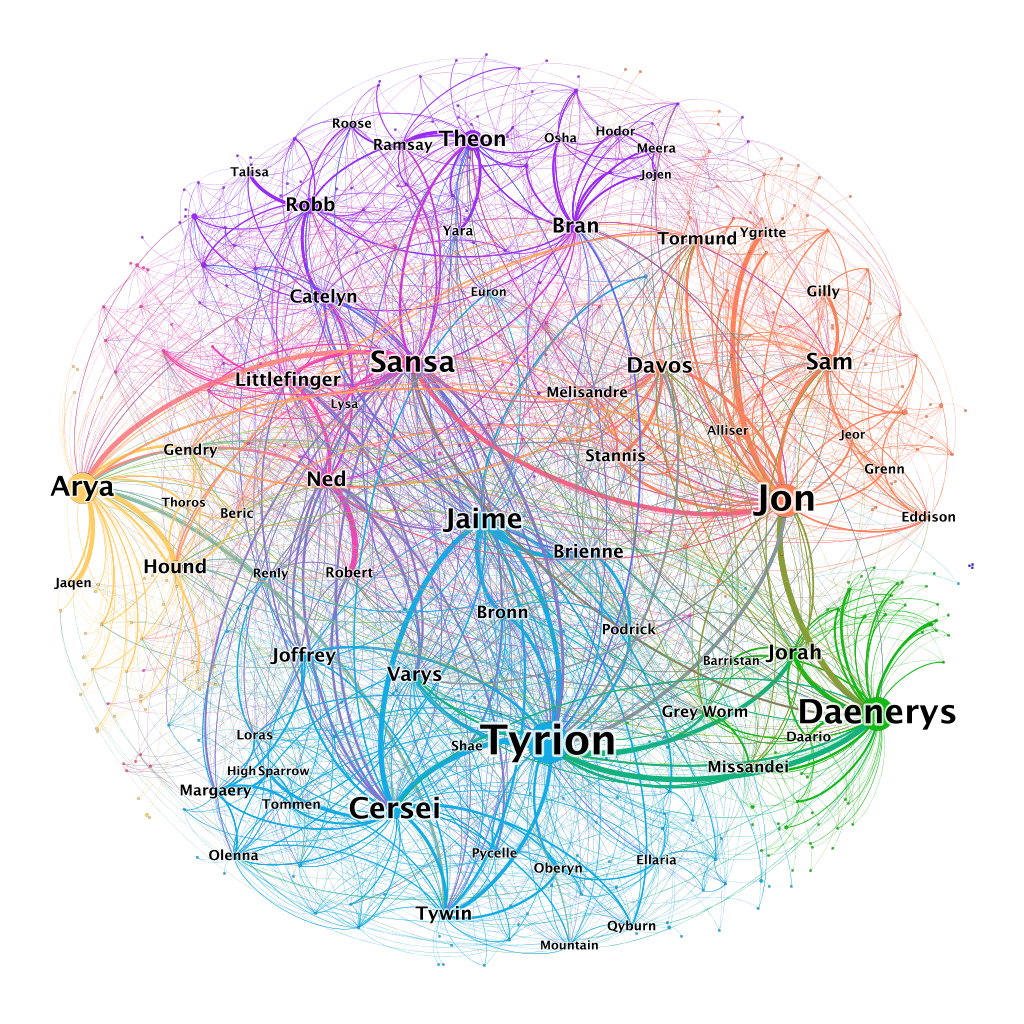 Roose
Theon
Osha
Hodor
Ramsay
Meera
Talisa
Jojen
Robb
Yara
Bran
Tormund
Ygritte
Catelyn
Euron
Gilly
Sansa
Davos
Sam
Littlefinger
Melisandre
Lysa
Alliser
Jeor
Gendry
Stannis
Grenn
Arya
Ned
Thoros
Beric
Jon
Jaime
Eddison
Brienne
Hound
Renly
Robert
Jaqen
Bronn
Podrick
Joffrey
Jorah
Barristan
Varys
Grey Worm
Daenerys
Loras
Shae
Tyrion
Daario
High Sparrow
Missandei
Margaery
Tommen
Cersei
Olenna
Pycelle
Oberyn
Ellaria
Tywin
Qyburn
Mountain